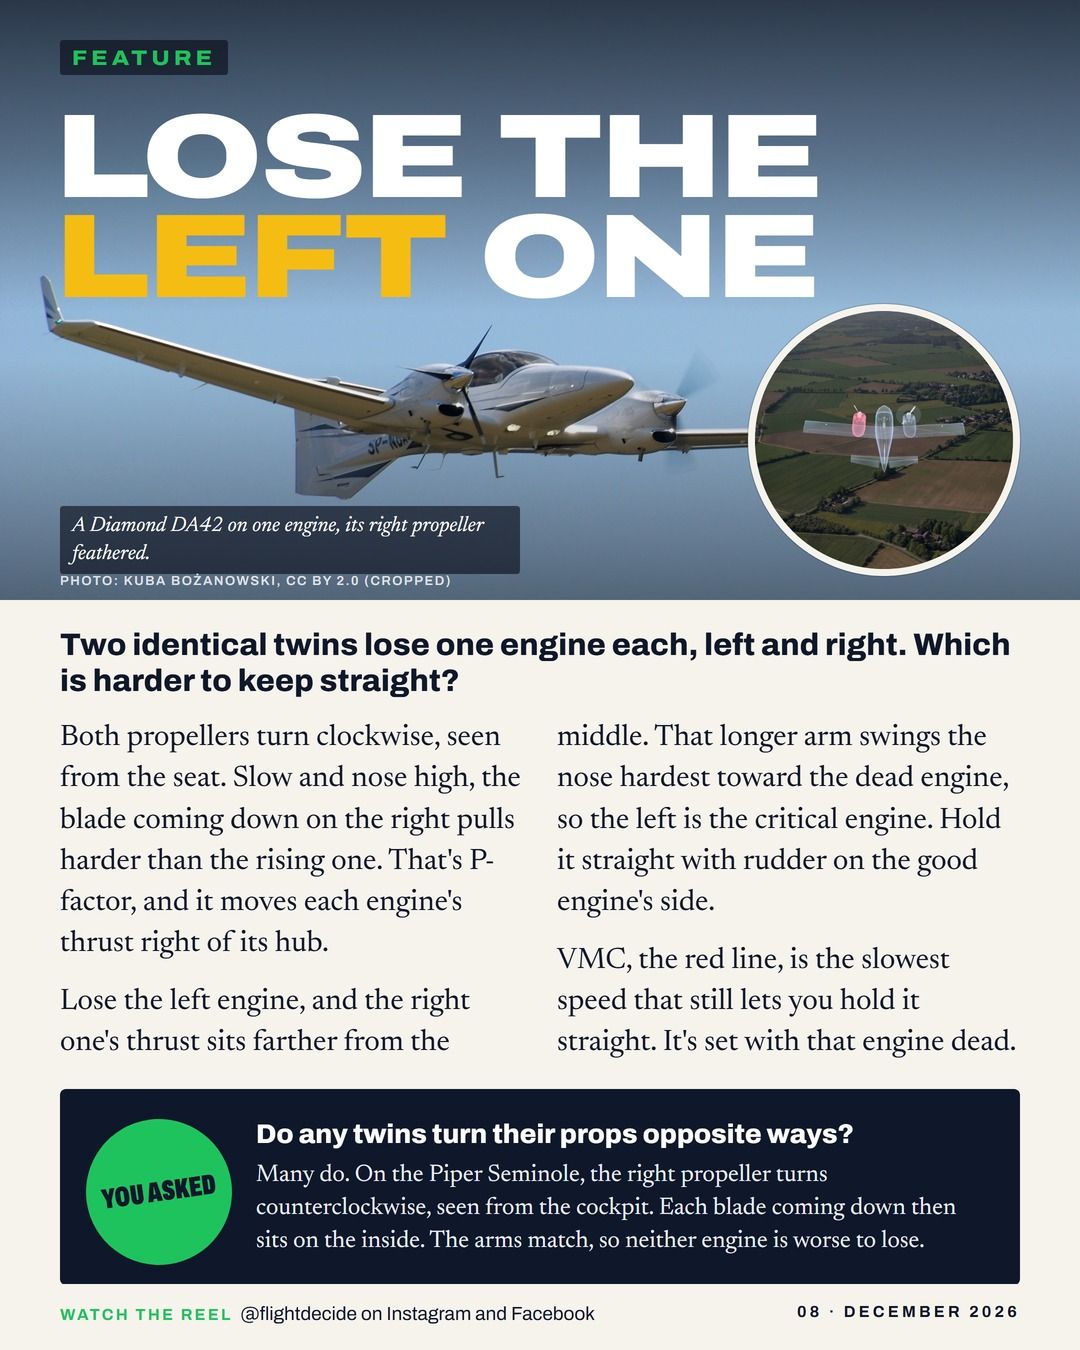 FEATURE
LOSE THE
LEFT ONE
A Diamond DA42 on one engine, its right propeller
feathered.
PHOTO: KUBA BOŻANOWSKI, CC BY 2.0 (CROPPED)
Two identical twins lose one engine each, left and right. Which
is harder to keep straight?
Both propellers turn clockwise, seen
from the seat. Slow and nose high, the
blade coming down on the right pulls
harder than the rising one. That's P-
factor, and it moves each engine's
thrust right of its hub.
Lose the left engine, and the right
one's thrust sits farther from the
middle. That longer arm swings the
nose hardest toward the dead engine,
so the left is the critical engine. Hold
it straight with rudder on the good
engine's side.
VMC, the red line, is the slowest
speed that still lets you hold it
straight. It's set with that engine dead.
YOU ASKED
Do any twins turn their props opposite ways?
Many do. On the Piper Seminole, the right propeller turns
counterclockwise, seen from the cockpit. Each blade coming down then
sits on the inside. The arms match, so neither engine is worse to lose.
WATCH THE REEL @flightdecide on Instagram and Facebook
08 · DECEMBER 2026